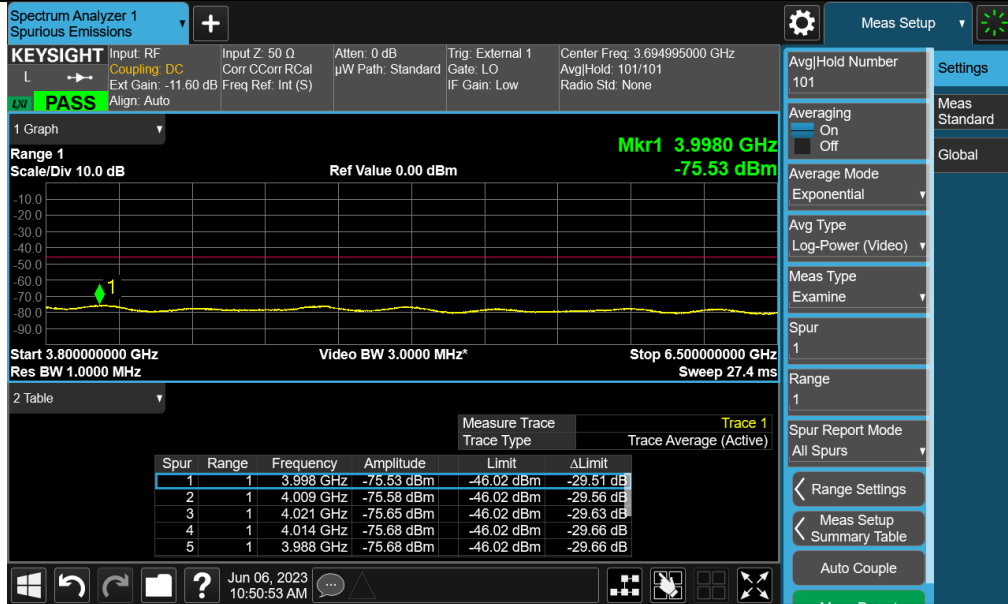 Spectrum Analyzer 1
Spurious Emissions
+
Meas Setup
KEYSIGHT
L
LXI PASS
Input: RF
Coupling: DC
Ext Gain: -11.60 dB
Align: Auto
Input Z: 50 Ω
Corr CCorr RCal
Freq Ref: Int (S)
Atten: 0 dB
µW Path: Standard
Trig: External 1
Gate: LO
IF Gain: Low
Center Freq: 3.694995000 GHz
Avg|Hold: 101/101
Radio Std: None
1 Graph
Range 1
Scale/Div 10.0 dB
Ref Value 0.00 dBm
Mkr1 3.9980 GHz
-75.53 dBm
-10.0
-20.0
-30.0
-40.0
-50.0
-60.0
-70.0
-80.0
-90.0
1
Start 3.800000000 GHz
Video BW 3.0000 MHz*
Stop 6.500000000 GHz
Res BW 1.0000 MHz
Sweep 27.4 ms
2 Table
Measure Trace Trace 1
Trace Type Trace Average (Active)
Spur Range Frequency Amplitude Limit ΔLimit
1 1 3.998 GHz -75.53 dBm -46.02 dBm -29.51 dB
2 1 4.009 GHz -75.58 dBm -46.02 dBm -29.56 dB
3 1 4.021 GHz -75.65 dBm -46.02 dBm -29.63 dB
4 1 4.014 GHz -75.68 dBm -46.02 dBm -29.66 dB
5 1 3.988 GHz -75.68 dBm -46.02 dBm -29.66 dB
?
Jun 06, 2023
10:50:53 AM
Avg|Hold Number
101
Averaging
On
Off
Average Mode
Exponential
Avg Type
Log-Power (Video)
Meas Type
Examine
Spur
1
Range
1
Spur Report Mode
All Spurs
Range Settings
Meas Setup
Summary Table
Auto Couple
Settings
Meas
Standard
Global